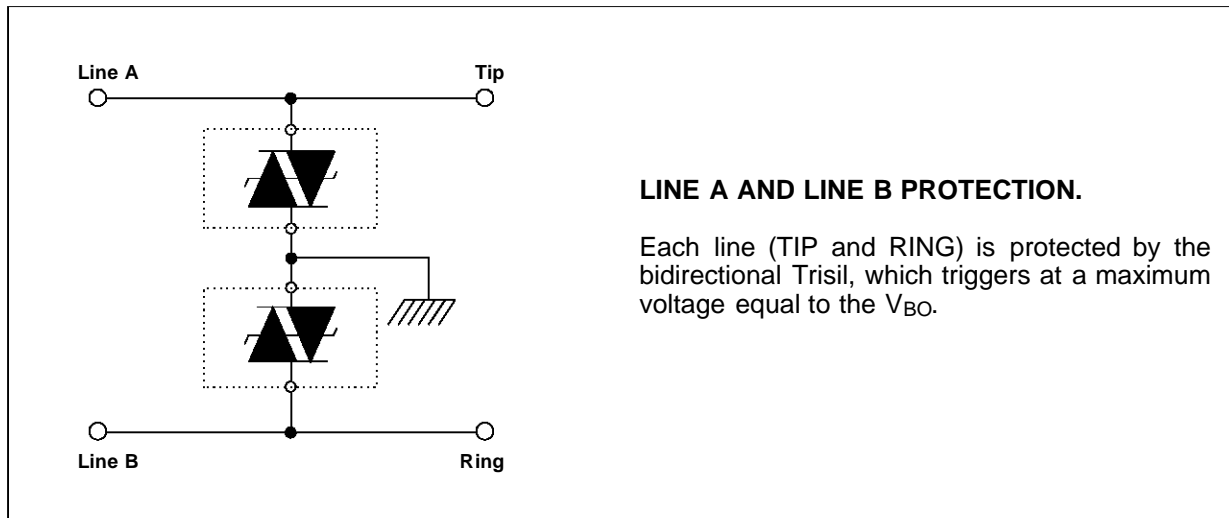 Line A
Tip
LINE A AND LINE B PROTECTION.
Each line (TIP and RING) is protected by the
bidirectional Trisil, which triggers at a maximum
voltage equal to the VBO.
Line B
Ring